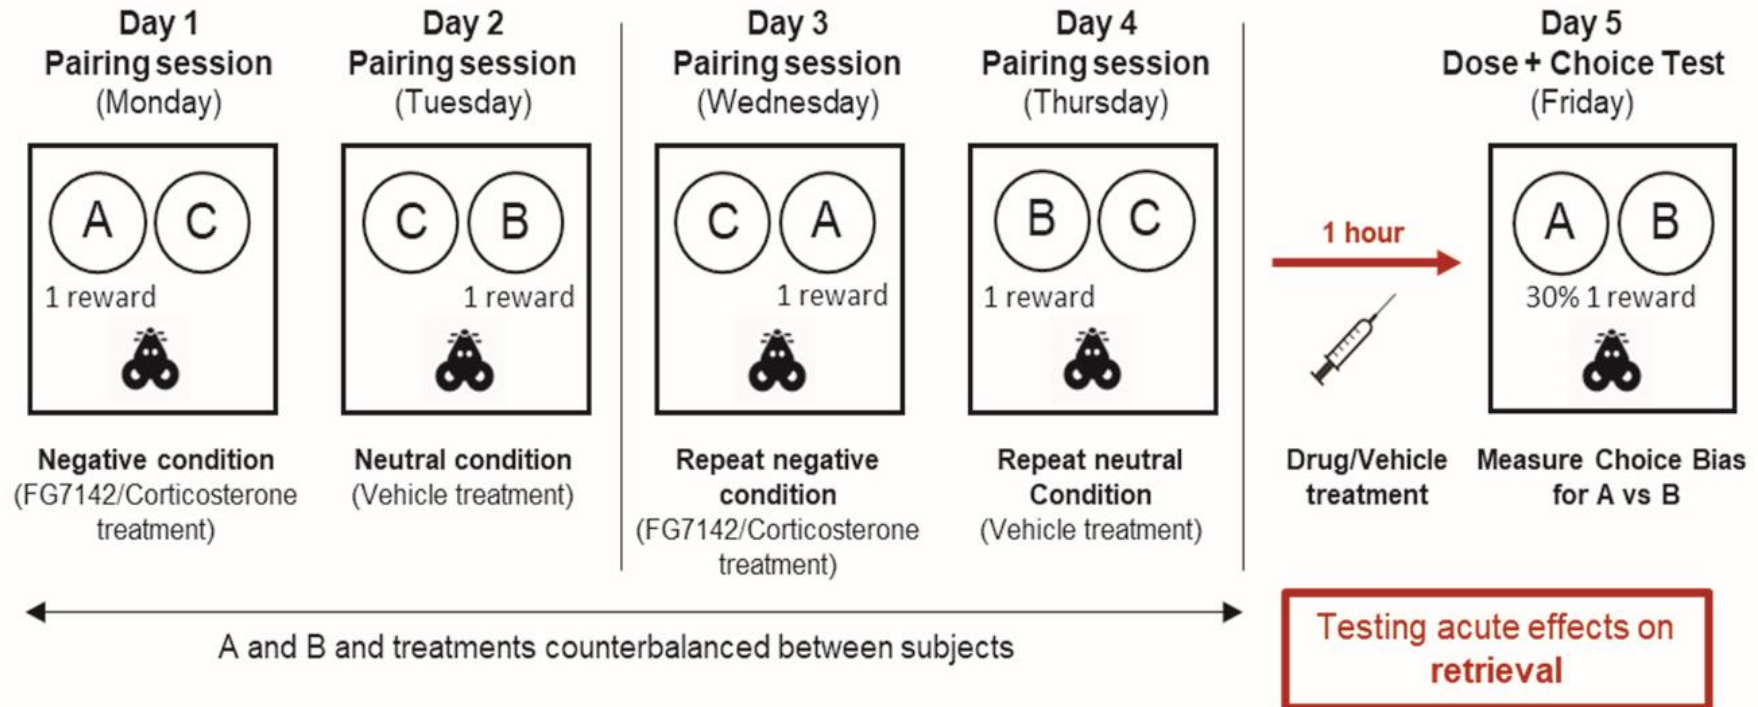 Day 1
Pairing session
(Monday)
A
C
1 reward
Negative condition
(FG7142/Corticosterone
treatment)
Day 2
Pairing session
(Tuesday)
C
B
1 reward
Neutral condition
(Vehicle treatment)
Day 3
Pairing session
(Wednesday)
C
A
1 reward
Repeat negative
condition
(FG7142/Corticosterone
treatment)
Day 4
Pairing session
(Thursday)
B
C
1 reward
Repeat neutral
Condition
(Vehicle treatment)
A and B and treatments counterbalanced between subjects
1 hour
Drug/Vehicle
treatment
Day 5
Dose + Choice Test
(Friday)
A
B
30% 1 reward
Measure Choice Bias
for A vs B
Testing acute effects on
retrieval